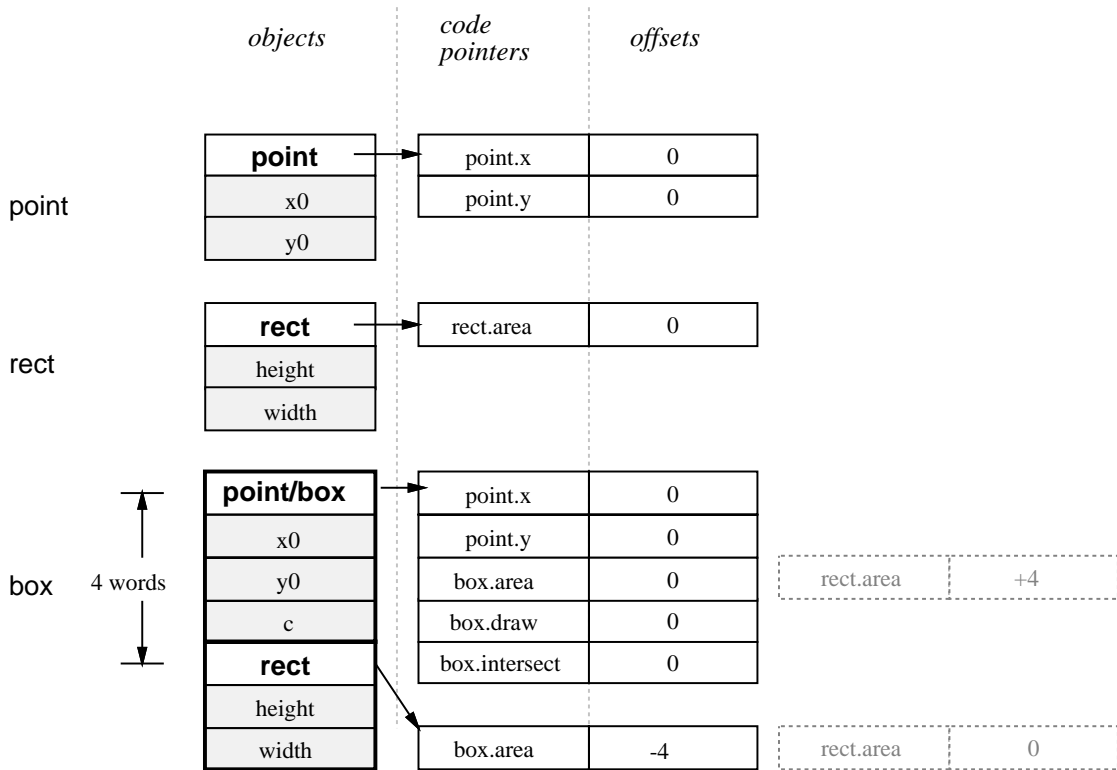 objects code pointers offsets
point point.x 0
x0 point.y 0
point
y0
rect rect.area 0
height
rect
width
point/box point.x 0
x0 point.y 0
box 4 words y0 box.area 0 rect.area +4
c box.draw 0
rect box.intersect 0
height
width box.area -4 rect.area 0